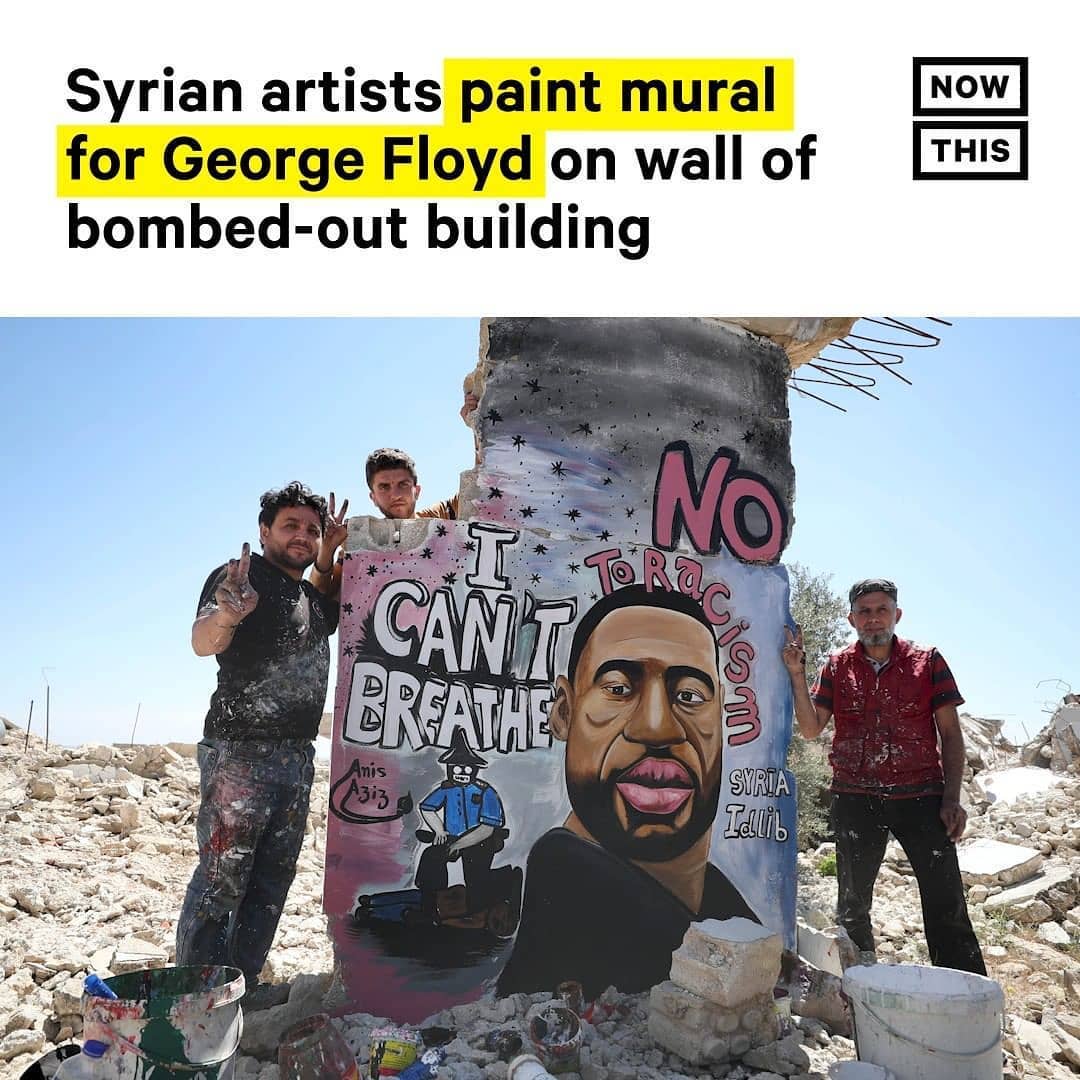 Syrian artists paint mural
for George Floyd on wall of
bombed-out building
NOW
THIS
NO
To Racism
I
CAN'T
BREATHE
Anis
Aziz
SYRIA
Idlib